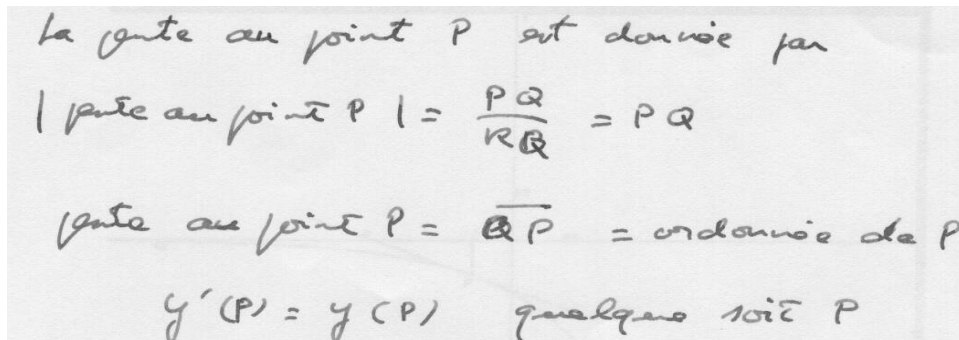 La pente au point P est donnée par
| pente au point P | = PQ / RQ = PQ
pente au point P = \overline{QP} = ordonnée de P
y'(P) = y(P) quelque soit P